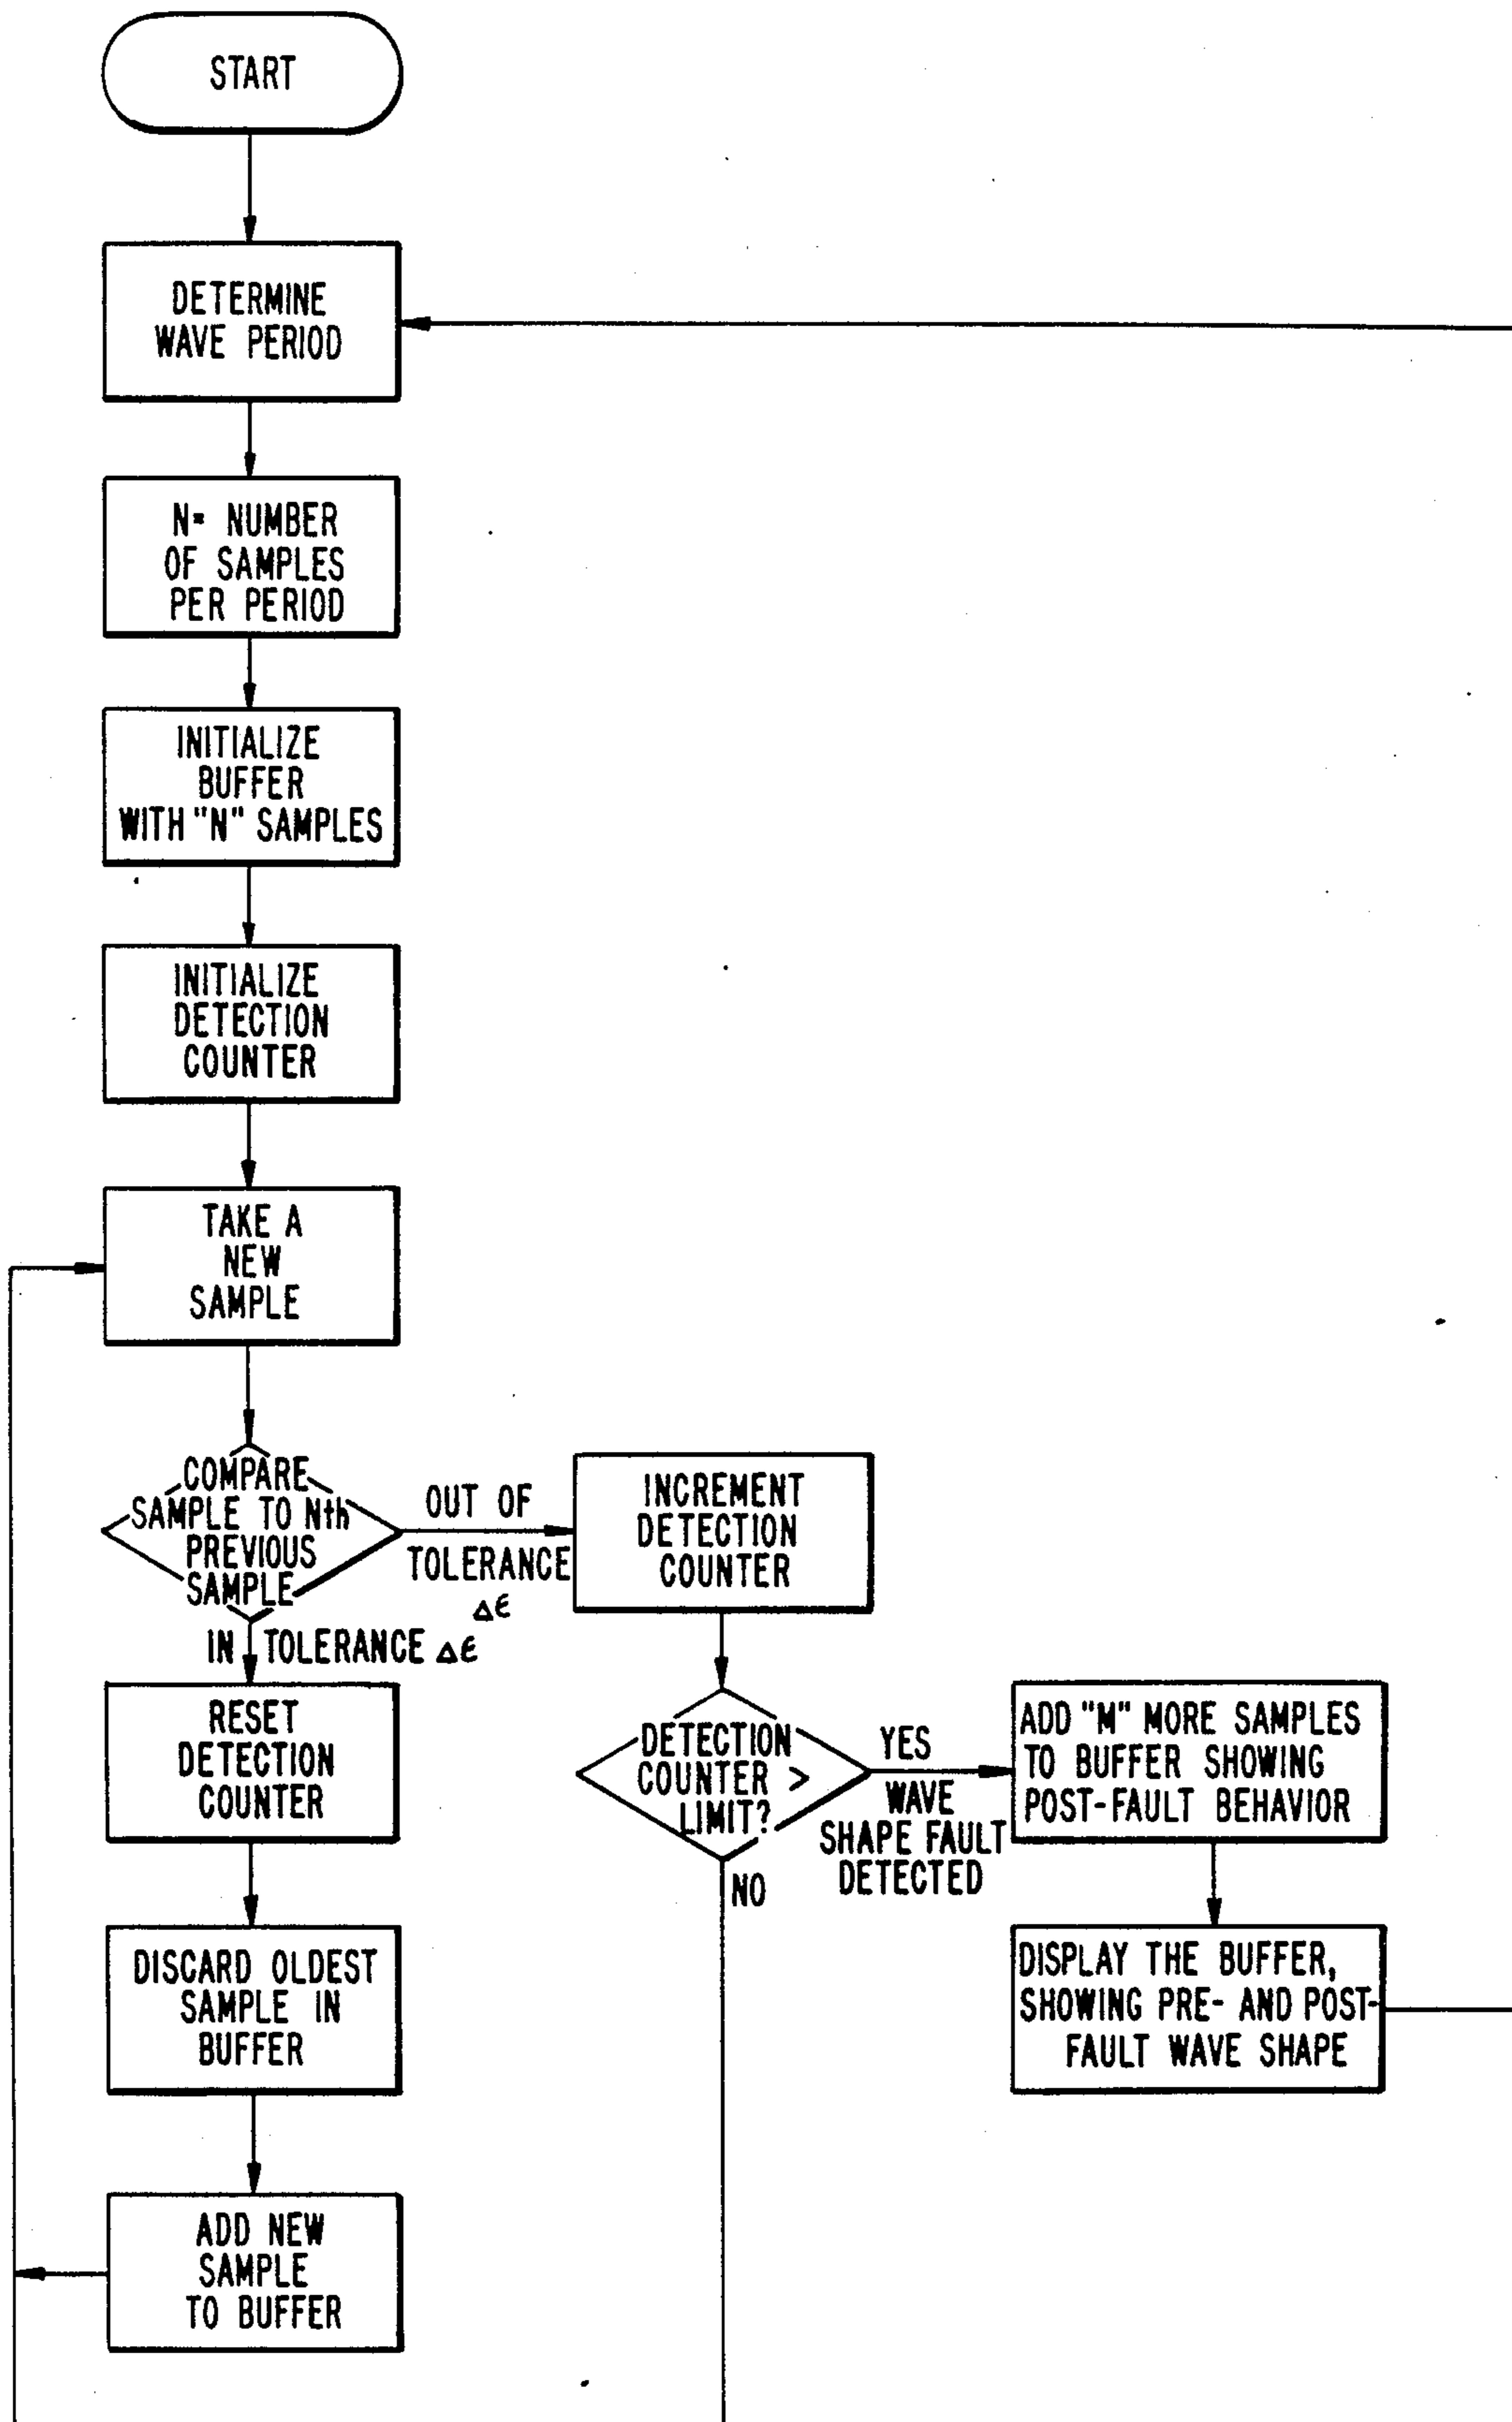 START
DETERMINE
WAVE PERIOD
N= NUMBER
OF SAMPLES
PER PERIOD
INITIALIZE
BUFFER
WITH "N" SAMPLES
INITIALIZE
DETECTION
COUNTER
TAKE A
NEW
SAMPLE
COMPARE
SAMPLE TO Nth
PREVIOUS
SAMPLE
OUT OF
TOLERANCE
Δϵ
IN TOLERANCE Δϵ
INCREMENT
DETECTION
COUNTER
RESET
DETECTION
COUNTER
DETECTION
COUNTER >
LIMIT?
YES
WAVE
SHAPE FAULT
DETECTED
NO
ADD "M" MORE SAMPLES
TO BUFFER SHOWING
POST-FAULT BEHAVIOR
DISCARD OLDEST
SAMPLE IN
BUFFER
DISPLAY THE BUFFER,
SHOWING PRE- AND POST-
FAULT WAVE SHAPE
ADD NEW
SAMPLE
TO BUFFER